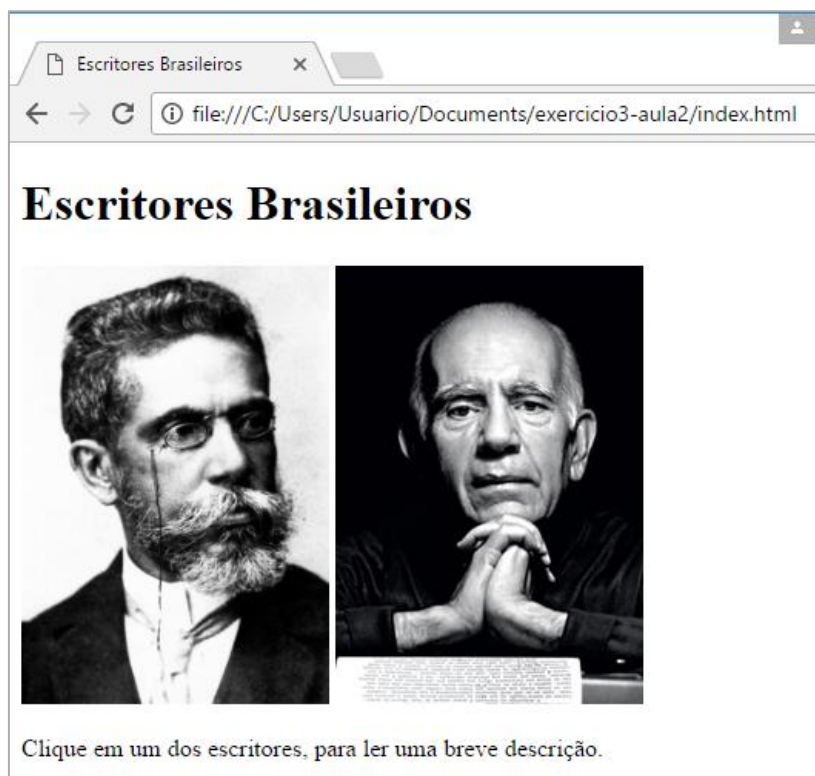 Escritores Brasileiros
file:///C:/Users/Usuario/Documents/exercicio3-aula2/index.html
Escritores Brasileiros
Clique em um dos escritores, para ler uma breve descrição.